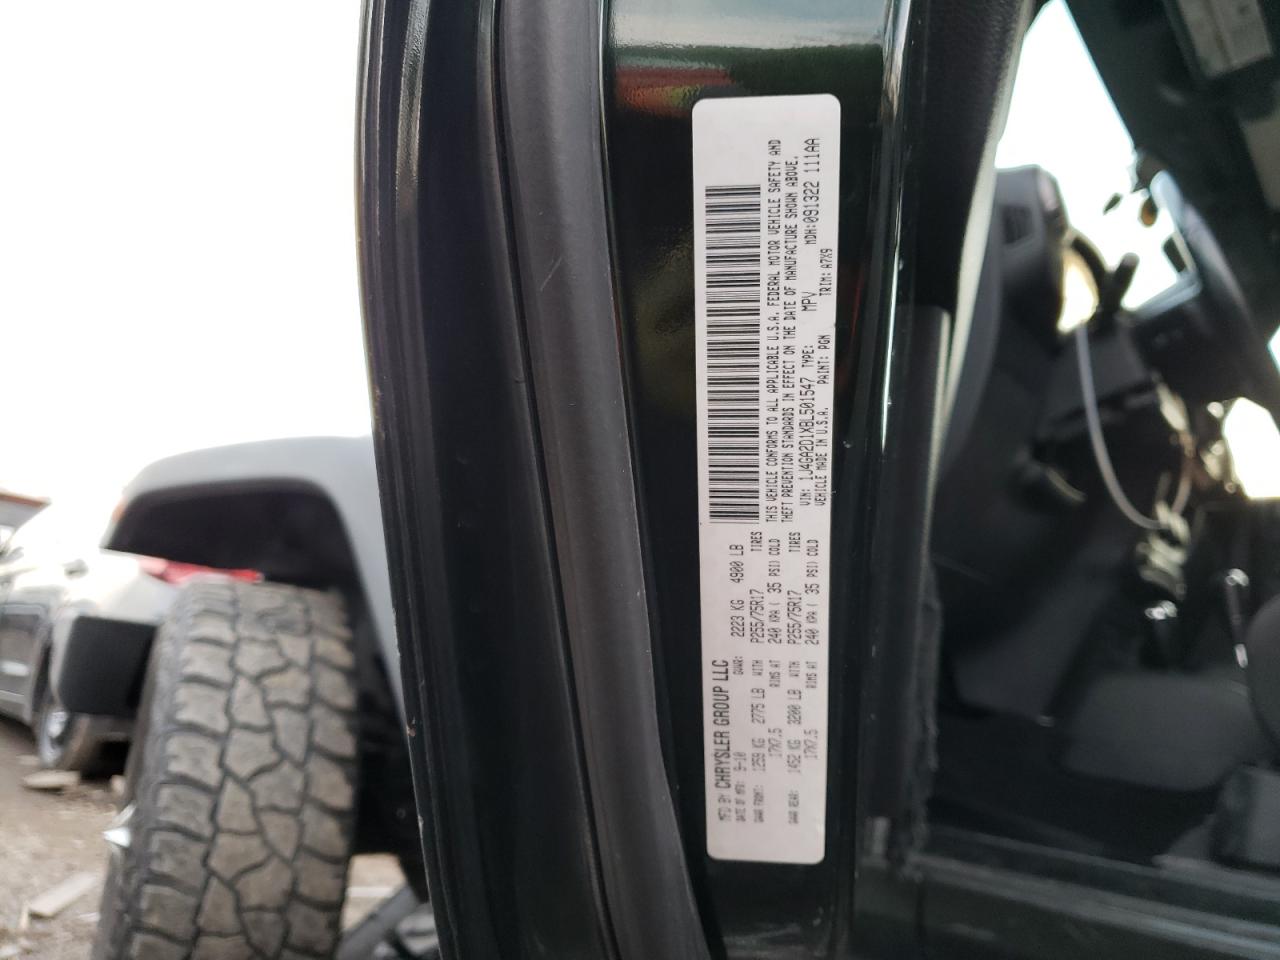 MFD BY CHRYSLER GROUP LLC
DATE OF MFR: 9-10 GVWR: 2223 KG 4900 LB
GAWR FRONT: 1259 KG 2775 LB WITH P255/75R17 TIRES
17X7.5 RIMS AT 240 KPA ( 35 PSI) COLD
GAWR REAR: 1452 KG 3200 LB WITH P255/75R17 TIRES
17X7.5 RIMS AT 240 KPA ( 35 PSI) COLD
THIS VEHICLE CONFORMS TO ALL APPLICABLE U.S.A. FEDERAL MOTOR VEHICLE SAFETY AND
THEFT PREVENTION STANDARDS IN EFFECT ON THE DATE OF MANUFACTURE SHOWN ABOVE.
VIN: 1J4GA2D1XBL501547 TYPE: MPV MDH:091322 111AA
VEHICLE MADE IN U.S.A. PAINT: PGN TRIM: A7X9